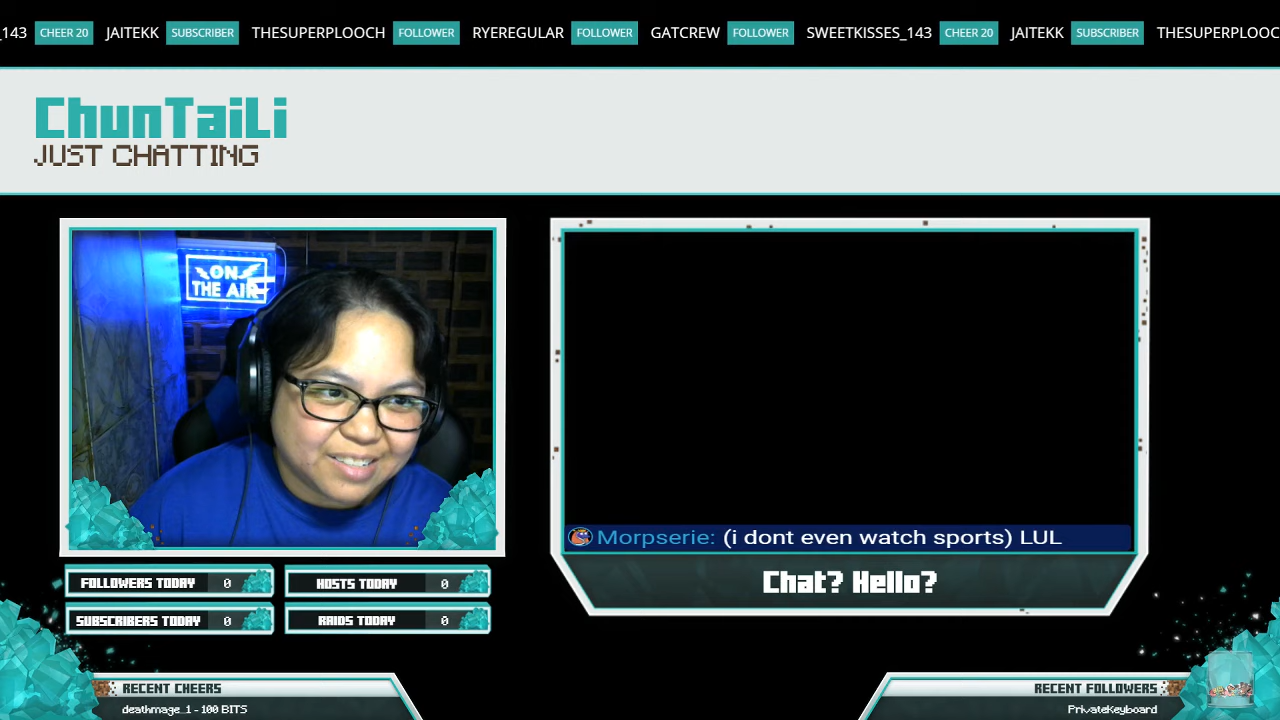 _143 CHEER 20 JAITEKK SUBSCRIBER THESUPERPLOOCH FOLLOWER RYEREGULAR FOLLOWER GATCREW FOLLOWER SWEETKISSES_143 CHEER 20 JAITEKK SUBSCRIBER THESUPERPLOOC
ChunTaiLi
JUST CHATTING
ON
THE AIR
Morpserie: (i dont even watch sports) LUL
Chat? Hello?
FOLLOWERS TODAY 0
HOSTS TODAY 0
SUBSCRIBERS TODAY 0
RAIDS TODAY 0
RECENT CHEERS
deathmage_1 - 100 BITS
RECENT FOLLOWERS
PrivateKeyboard